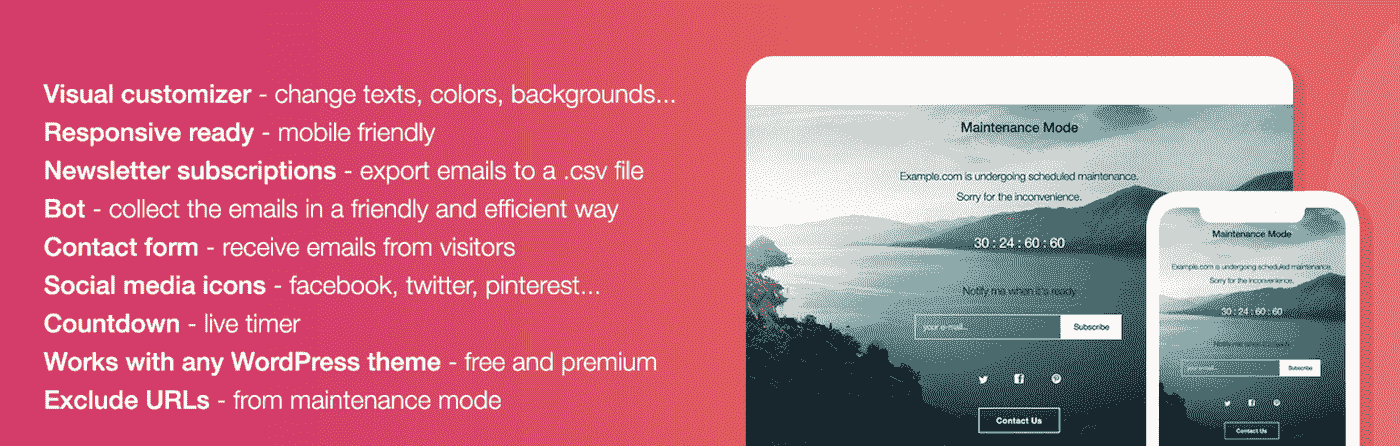 Visual customizer - change texts, colors, backgrounds...
Responsive ready - mobile friendly
Newsletter subscriptions - export emails to a .csv file
Bot - collect the emails in a friendly and efficient way
Contact form - receive emails from visitors
Social media icons - facebook, twitter, pinterest...
Countdown - live timer
Works with any WordPress theme - free and premium
Exclude URLs - from maintenance mode
Maintenance Mode
Example.com is undergoing scheduled maintenance.
Sorry for the inconvenience.
30 : 24 : 60 : 60
Notify me when it's ready
your e-mail...
Subscribe
Contact Us
Maintenance Mode
Example.com is undergoing scheduled maintenance.
Sorry for the inconvenience.
30 : 24 : 60 : 60
Notify me when it's ready
Subscribe
Contact Us